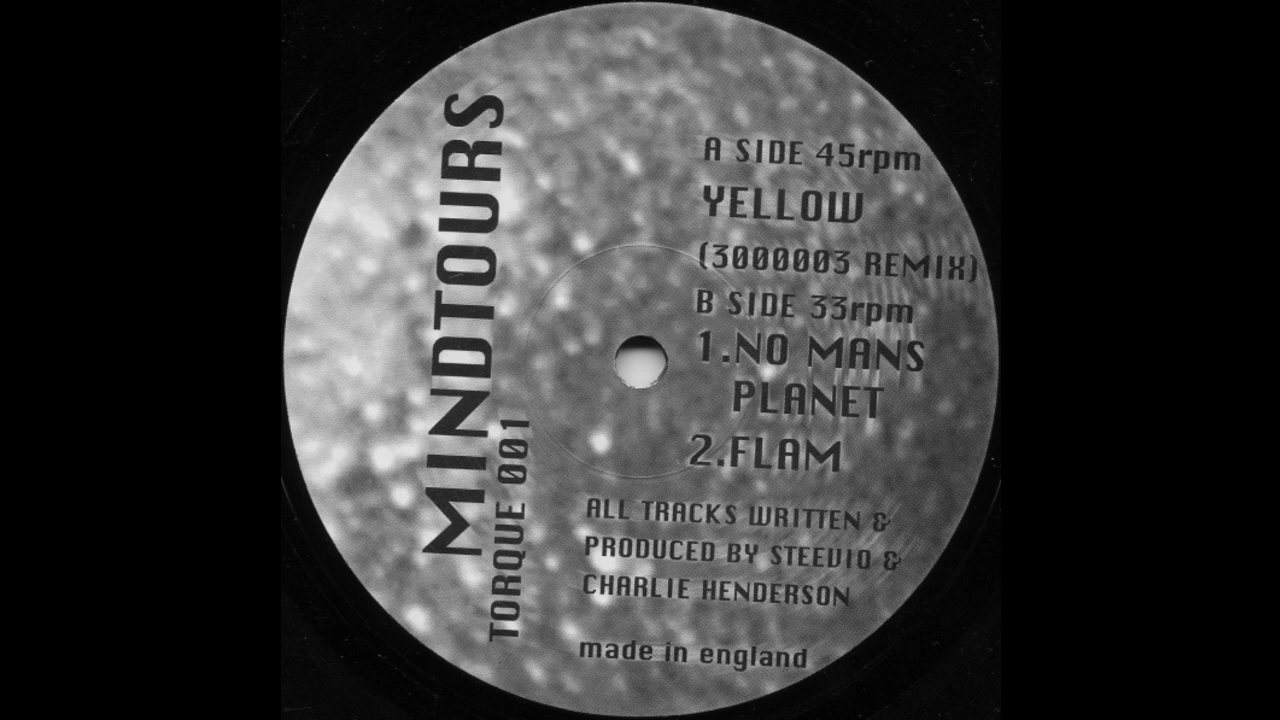 MINDTOURS
TORQUE 001
A SIDE 45rpm
YELLOW
(3000003 REMIX)
B SIDE 33rpm
1.NO MANS
PLANET
2.FLAM
ALL TRACKS WRITTEN &
PRODUCED BY STEEVIO &
CHARLIE HENDERSON
made in england